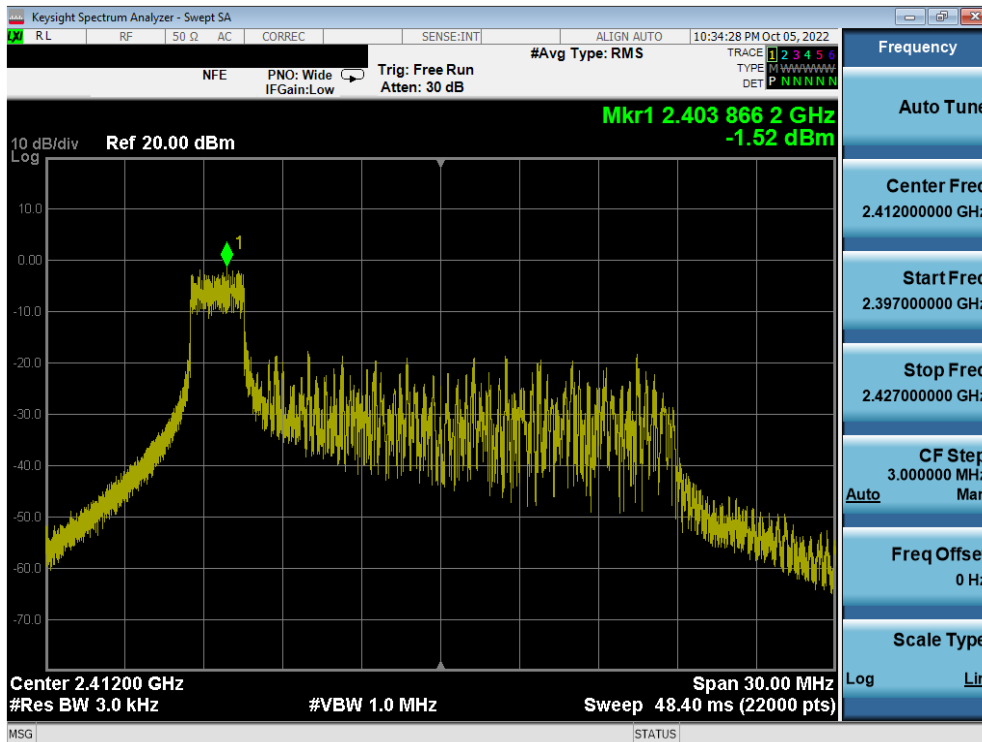 Keysight Spectrum Analyzer - Swept SA
LXI RL RF 50 Ω AC CORREC SENSE:INT ALIGN AUTO 10:34:28 PM Oct 05, 2022
Frequency
#Avg Type: RMS TRACE 1 2 3 4 5 6
NFE PNO: Wide Trig: Free Run TYPE M W W W W W
IFGain:Low Atten: 30 dB DET P N N N N N
Auto Tune
Mkr1 2.403 866 2 GHz
-1.52 dBm
10 dB/div Ref 20.00 dBm
Log
10.0
0.00
-10.0
-20.0
-30.0
-40.0
-50.0
-60.0
-70.0
1
Center Freq
2.412000000 GHz
Start Freq
2.397000000 GHz
Stop Freq
2.427000000 GHz
CF Step
3.000000 MHz
Auto Man
Freq Offset
0 Hz
Scale Type
Log Lin
Center 2.41200 GHz Span 30.00 MHz
#Res BW 3.0 kHz #VBW 1.0 MHz Sweep 48.40 ms (22000 pts)
MSG STATUS